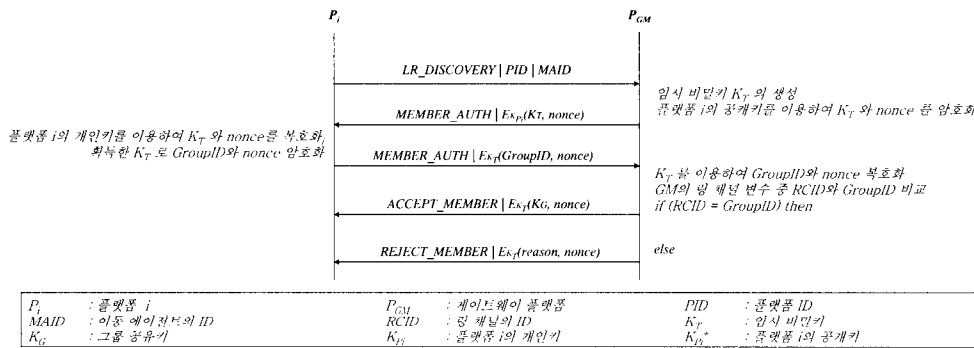 P_i P_GM
LR_DISCOVERY | PID | MAID
임시 비밀키 K_T 의 생성
플랫폼 i의 공개키를 이용하여 K_T 와 nonce 를 암호화
MEMBER_AUTH | E_K_Pi(K_T, nonce)
플랫폼 i의 개인키를 이용하여 K_T 와 nonce를 복호화,
획득한 K_T 로 GroupID와 nonce 암호화
MEMBER_AUTH | E_K_T(GroupID, nonce)
K_T 를 이용하여 GroupID와 nonce 복호화
GM의 링 채널 변수 중 RCID와 GroupID 비교
if (RCID = GroupID) then
ACCEPT_MEMBER | E_K_T(K_G, nonce)
REJECT_MEMBER | E_K_T(reason, nonce) else
P_i : 플랫폼 i P_GM : 게이트웨이 플랫폼 PID : 플랫폼 ID
MAID : 이동 에이전트의 ID RCID : 링 채널의 ID K_T : 임시 비밀키
K_G : 그룹 공유키 K_Pi : 플랫폼 i의 개인키 K_Pi^+ : 플랫폼 i의 공개키